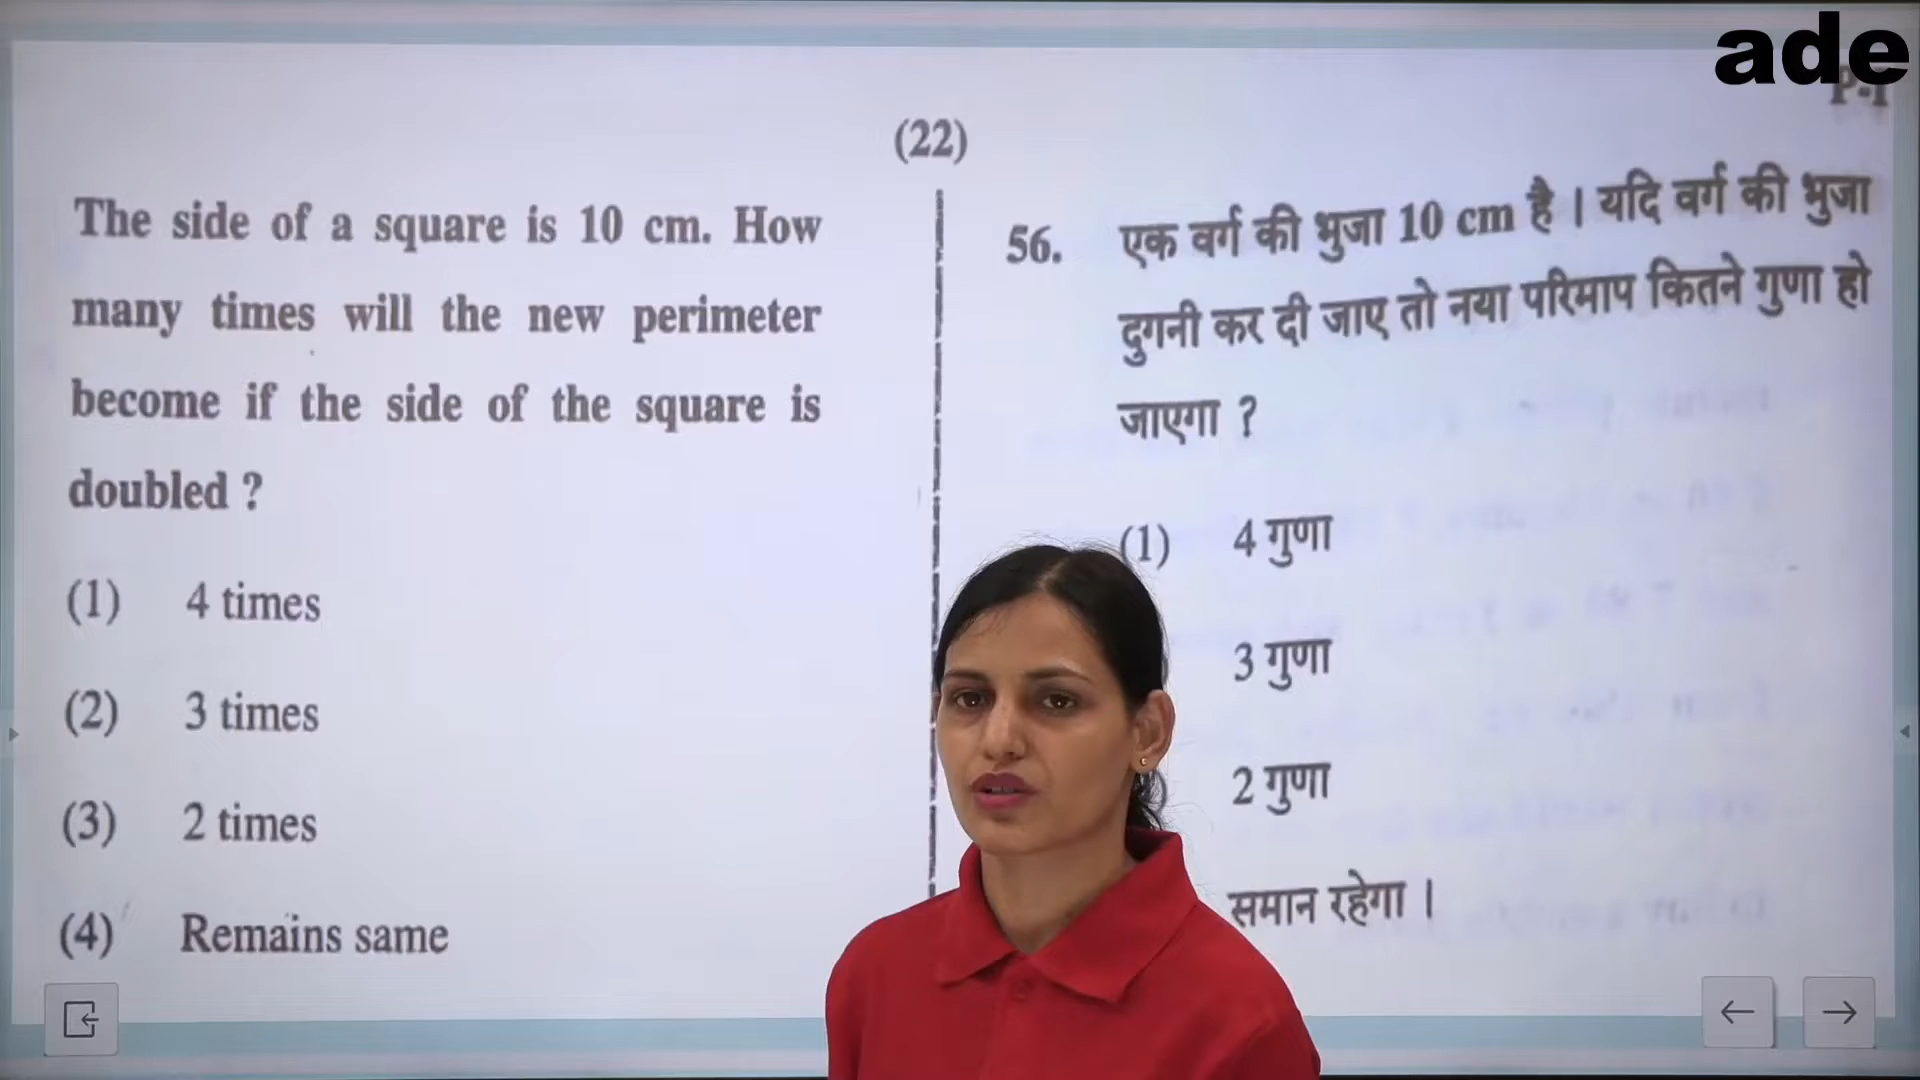 ade
P-I
(22)
The side of a square is 10 cm. How
many times will the new perimeter
become if the side of the square is
doubled ?
(1) 4 times
(2) 3 times
(3) 2 times
(4) Remains same
56. एक वर्ग की भुजा 10 cm है । यदि वर्ग की भुजा
दुगनी कर दी जाए तो नया परिमाप कितने गुणा हो
जाएगा ?
(1) 4 गुणा
3 गुणा
2 गुणा
समान रहेगा ।